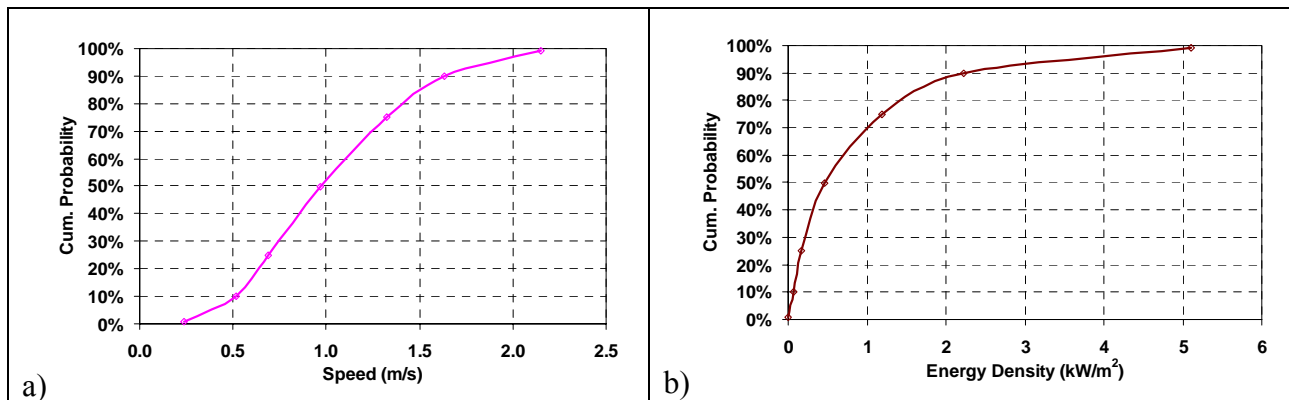 100%
90%
80%
70%
60%
50%
40%
30%
20%
10%
0%
Cum. Probability
0.0 0.5 1.0 1.5 2.0 2.5
Speed (m/s)
a)
100%
90%
80%
70%
60%
50%
40%
30%
20%
10%
0%
Cum. Probability
0 1 2 3 4 5 6
Energy Density (kW/m²)
b)